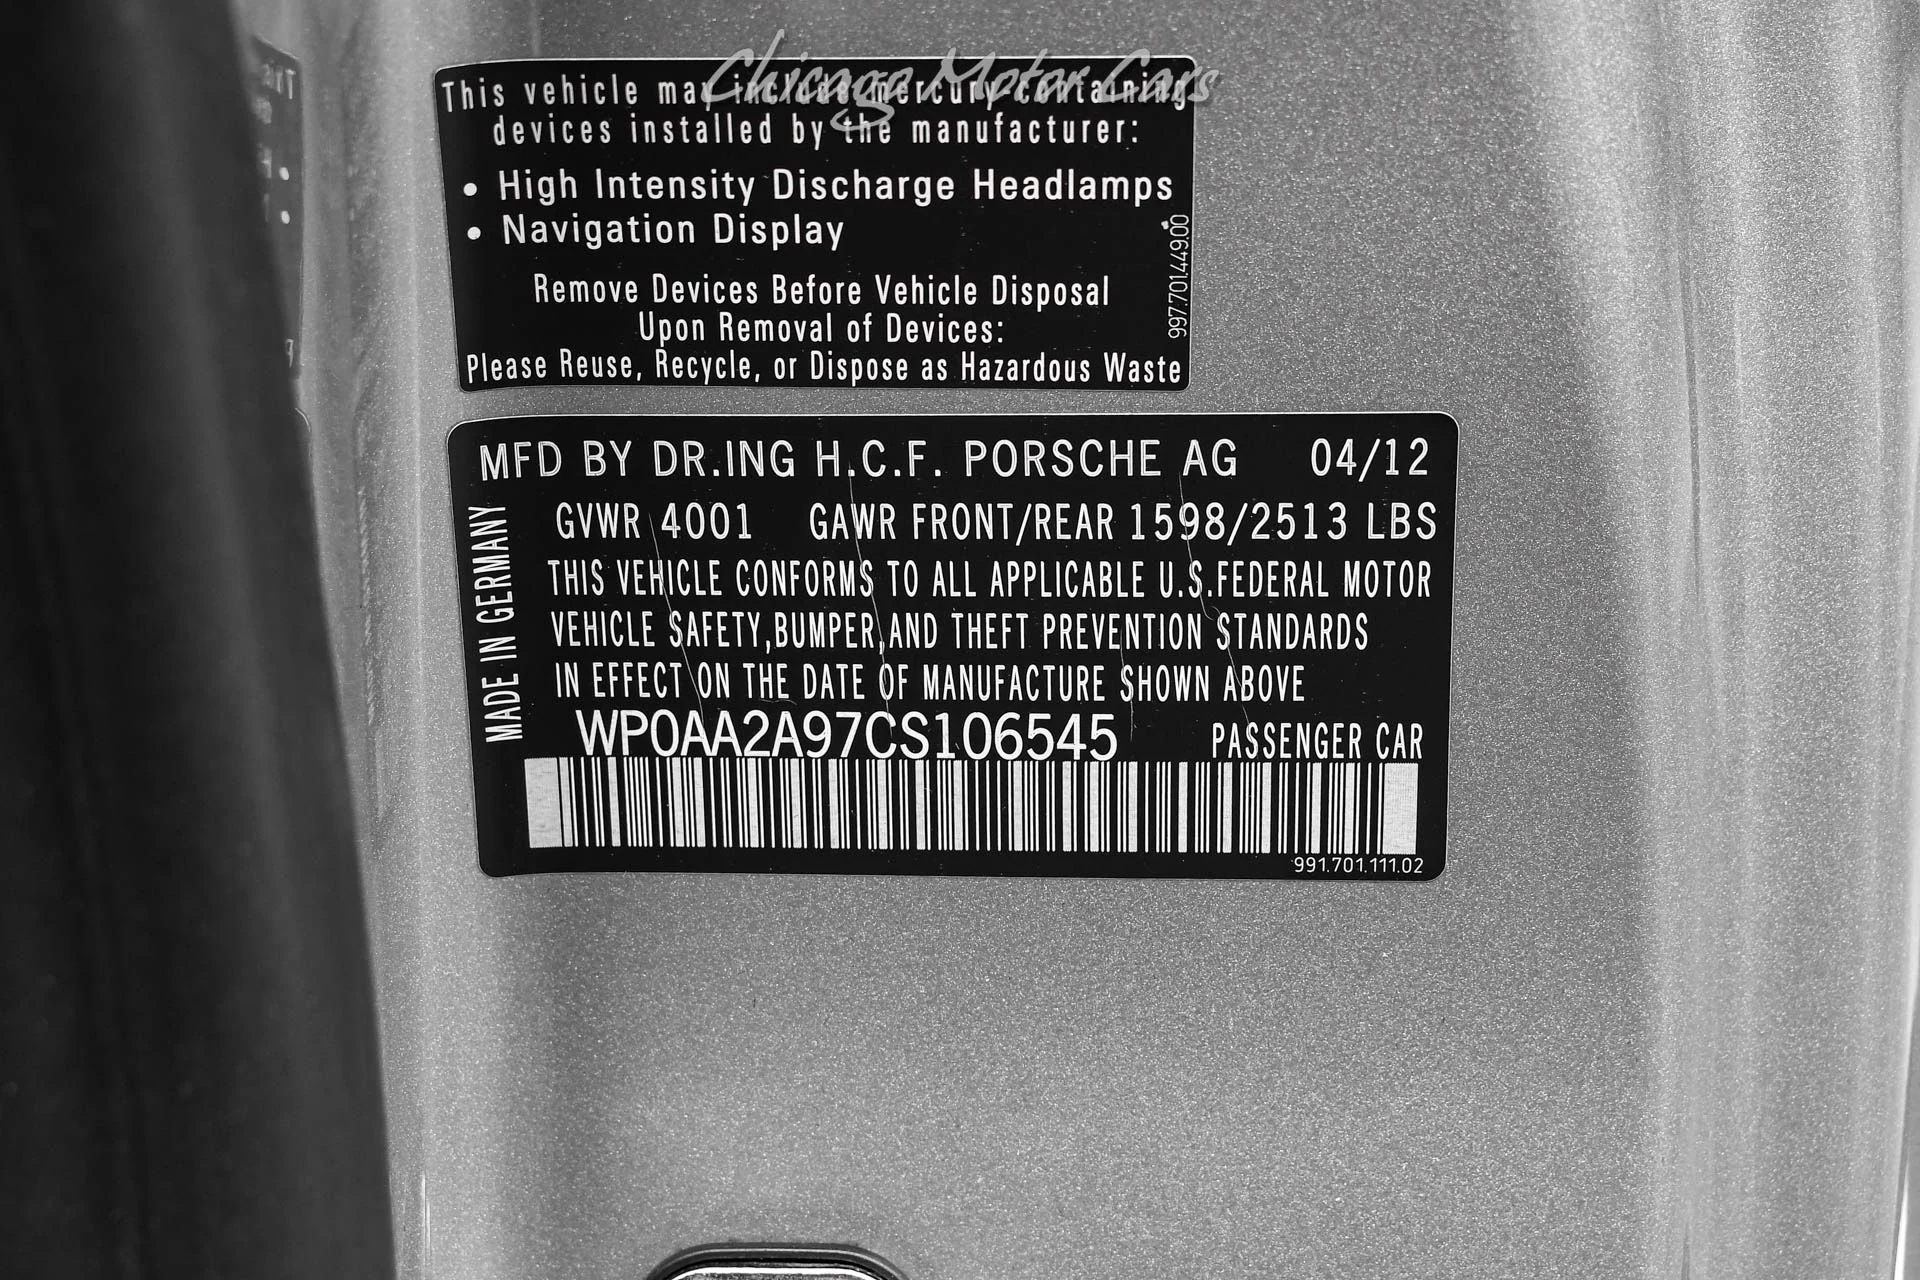 Chicago Motor Cars
This vehicle may include mercury-containing
devices installed by the manufacturer:
• High Intensity Discharge Headlamps
• Navigation Display
Remove Devices Before Vehicle Disposal
Upon Removal of Devices:
Please Reuse, Recycle, or Dispose as Hazardous Waste
997.701.449.00
MFD BY DR.ING H.C.F. PORSCHE AG 04/12
GVWR 4001 GAWR FRONT/REAR 1598/2513 LBS
THIS VEHICLE CONFORMS TO ALL APPLICABLE U.S.FEDERAL MOTOR
VEHICLE SAFETY,BUMPER,AND THEFT PREVENTION STANDARDS
IN EFFECT ON THE DATE OF MANUFACTURE SHOWN ABOVE
WP0AA2A97CS106545 PASSENGER CAR
991.701.111.02
MADE IN GERMANY